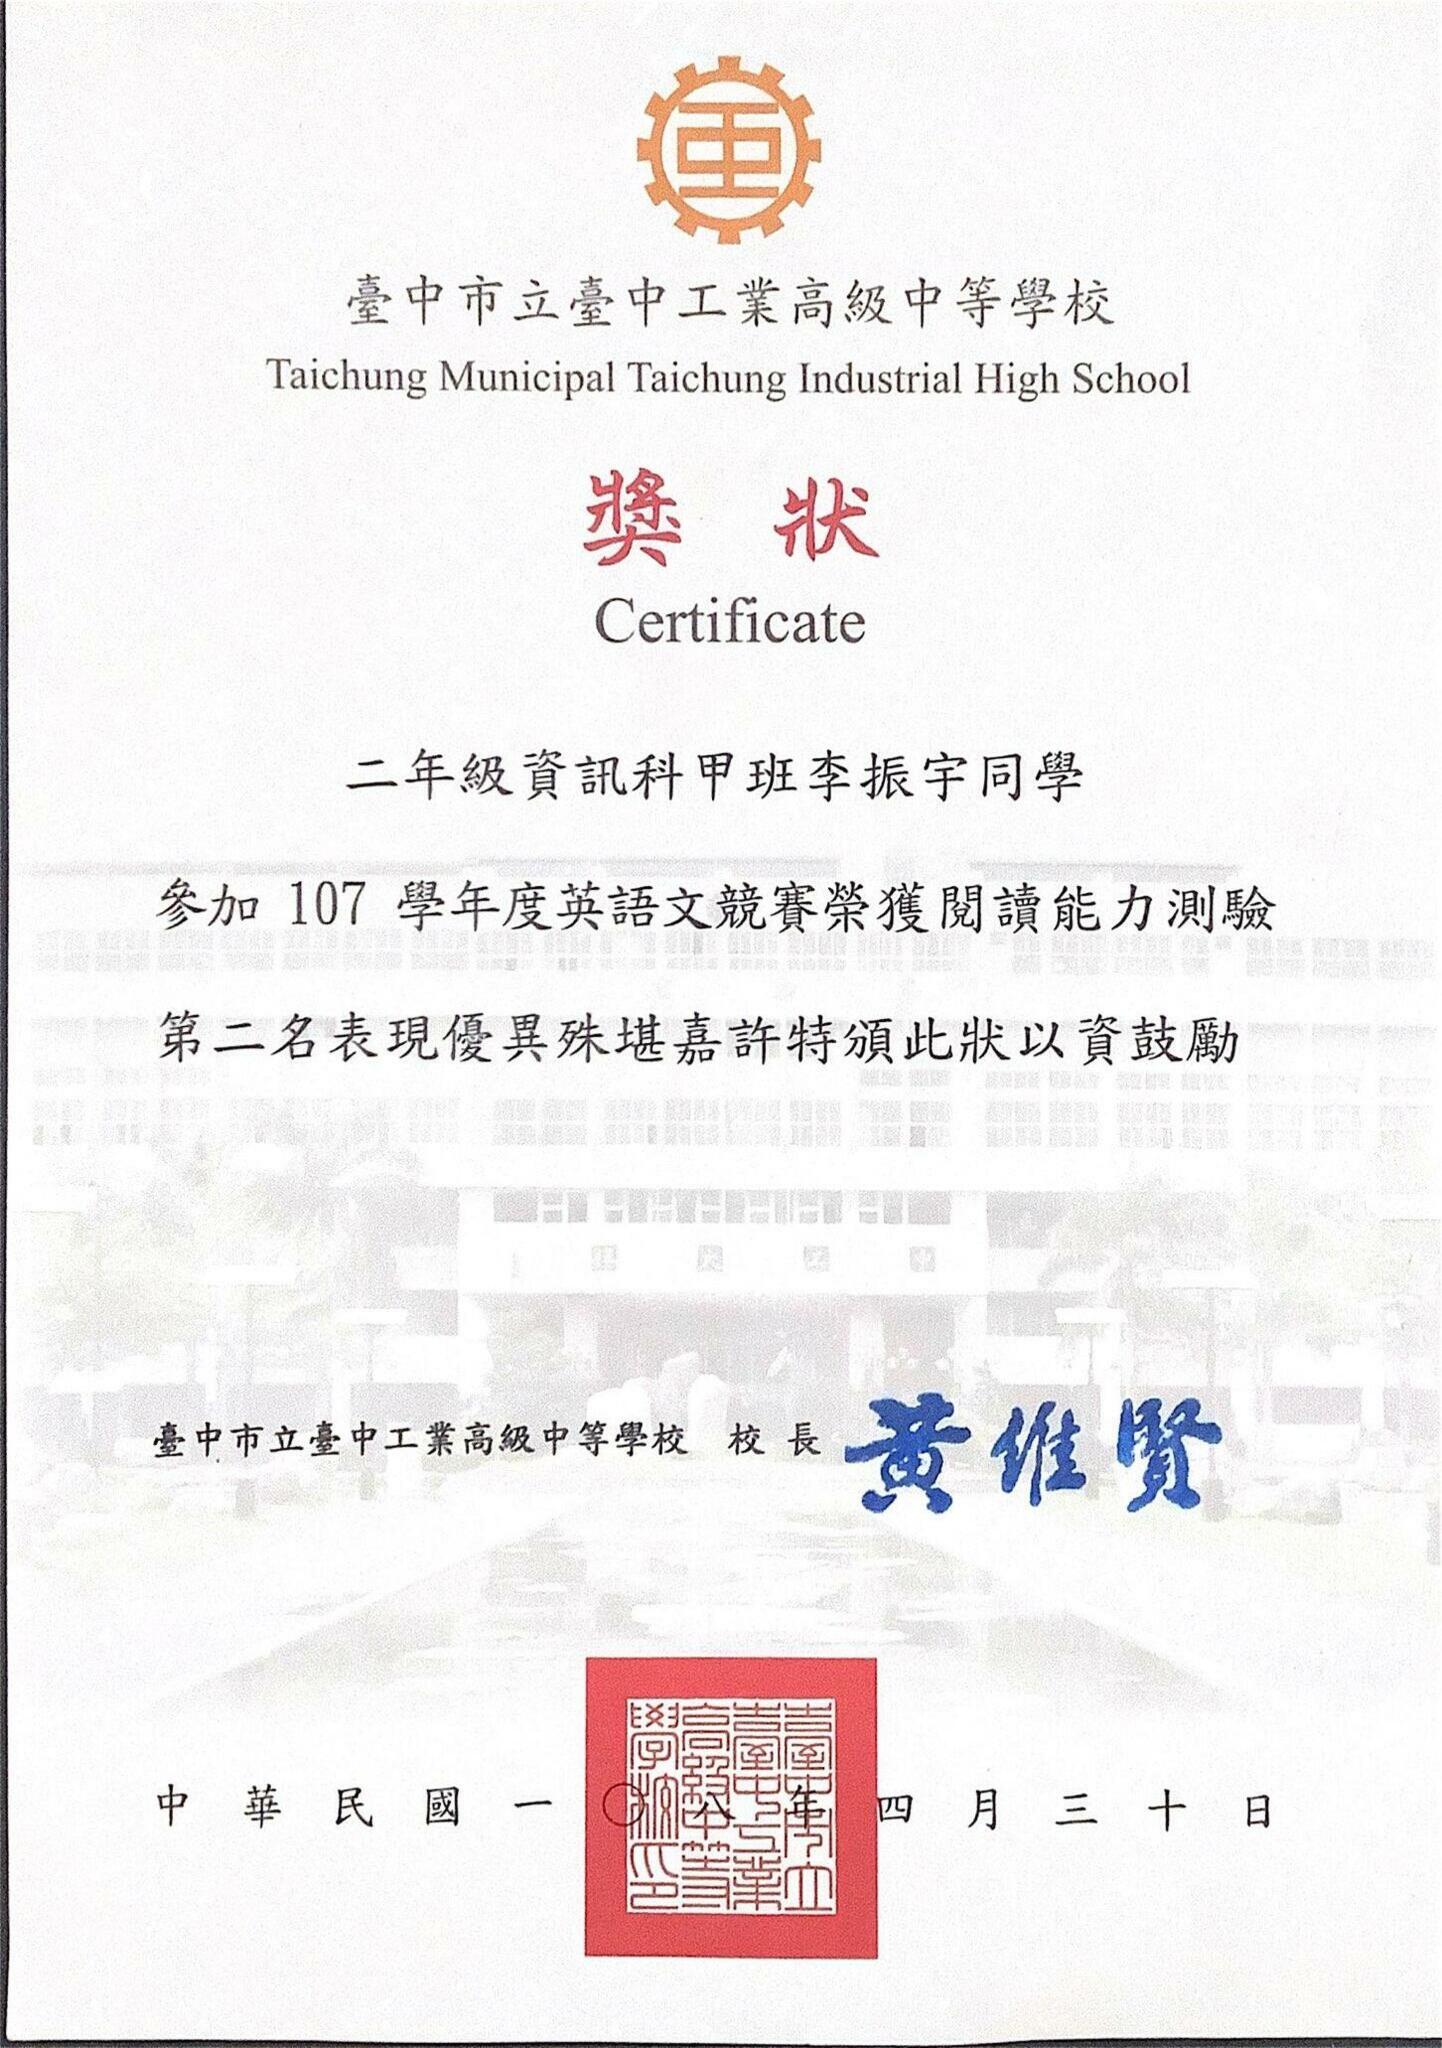 臺中市立臺中工業高級中等學校
Taichung Municipal Taichung Industrial High School
獎狀
Certificate
二年級資訊科甲班李振宇同學
參加 107 學年度英語文競賽榮獲閱讀能力測驗
第二名表現優異殊堪嘉許特頒此狀以資鼓勵
臺中市立臺中工業高級中等學校 校長 黃維賢
中華民國一〇八年四月三十日
臺中市立
臺中工業
高級中等
學校印